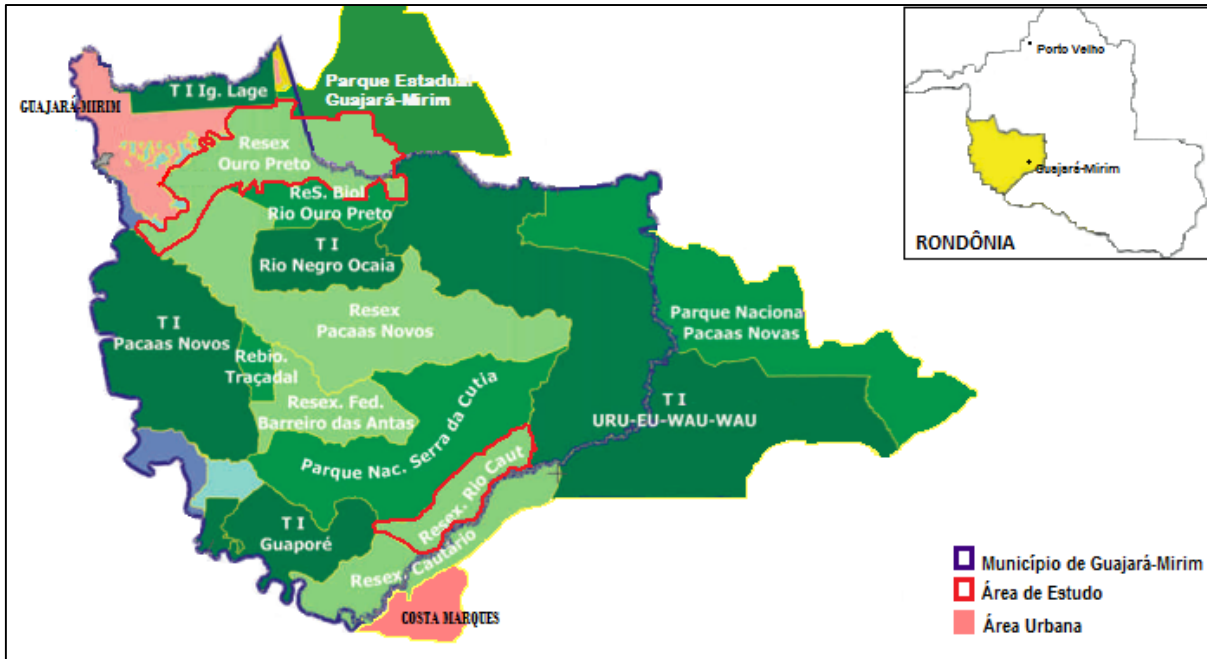 Parque Estadual
Guajará-Mirim
T I Ig. Lage
GUAJARÁ-MIRIM
Resex
Ouro Preto
ReS. Biol
Rio Ouro Preto
T I
Rio Negro Ocaia
T I
Pacaas Novos
Resex
Pacaas Novos
Rebio.
Traçadal
Resex. Fed.
Barreiro das Antas
Parque Nac. Serra da Cutia
Parque Naciona
Pacaas Novas
T I
URU-EU-WAU-WAU
Resex. Rio Caut
T I
Guaporé
Resex. Cautário
COSTA MARQUES
Porto Velho
Guajará-Mirim
RONDÔNIA
Município de Guajará-Mirim
Área de Estudo
Área Urbana